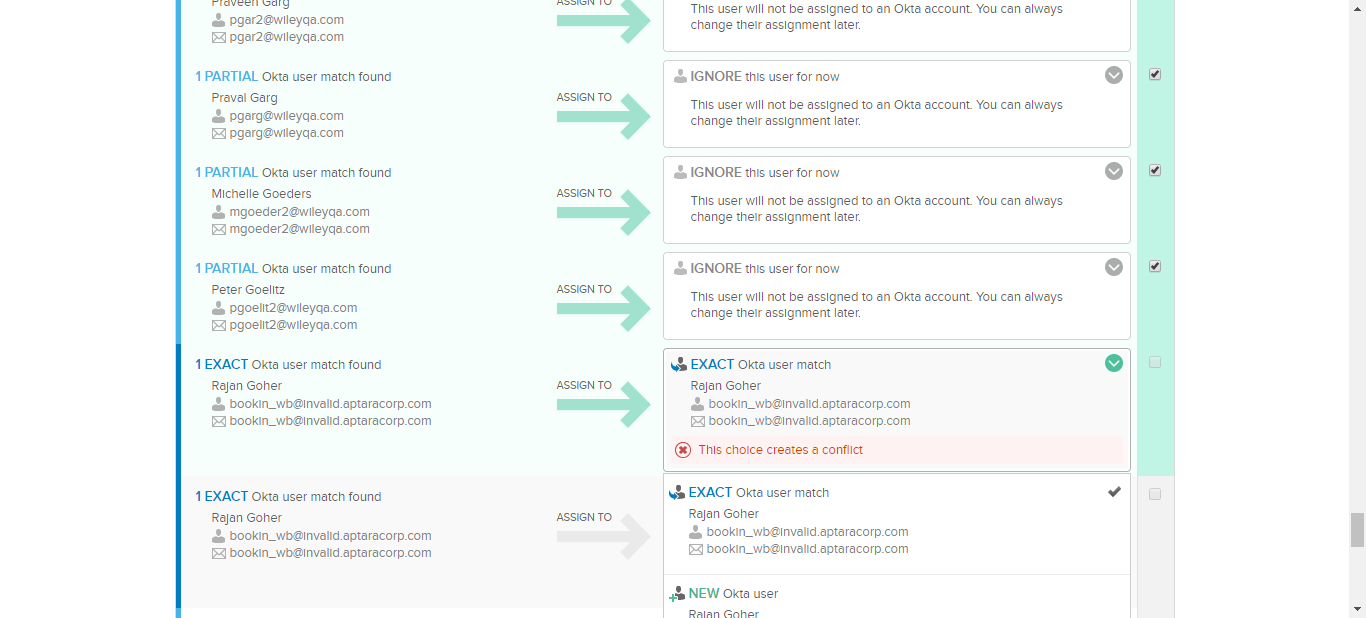 Praveen Garg
pgar2@wileyqa.com
pgar2@wileyqa.com
ASSIGN TO
This user will not be assigned to an Okta account. You can always
change their assignment later.
1 PARTIAL Okta user match found
Praval Garg
pgarg@wileyqa.com
pgarg@wileyqa.com
ASSIGN TO
IGNORE this user for now
This user will not be assigned to an Okta account. You can always
change their assignment later.
1 PARTIAL Okta user match found
Michelle Goeders
mgoeder2@wileyqa.com
mgoeder2@wileyqa.com
ASSIGN TO
IGNORE this user for now
This user will not be assigned to an Okta account. You can always
change their assignment later.
1 PARTIAL Okta user match found
Peter Goelitz
pgoelit2@wileyqa.com
pgoelit2@wileyqa.com
ASSIGN TO
IGNORE this user for now
This user will not be assigned to an Okta account. You can always
change their assignment later.
1 EXACT Okta user match found
Rajan Goher
bookin_wb@invalid.aptaracorp.com
bookin_wb@invalid.aptaracorp.com
ASSIGN TO
EXACT Okta user match
Rajan Goher
bookin_wb@invalid.aptaracorp.com
bookin_wb@invalid.aptaracorp.com
This choice creates a conflict
1 EXACT Okta user match found
Rajan Goher
bookin_wb@invalid.aptaracorp.com
bookin_wb@invalid.aptaracorp.com
ASSIGN TO
EXACT Okta user match
Rajan Goher
bookin_wb@invalid.aptaracorp.com
bookin_wb@invalid.aptaracorp.com
NEW Okta user
Rajan Goher